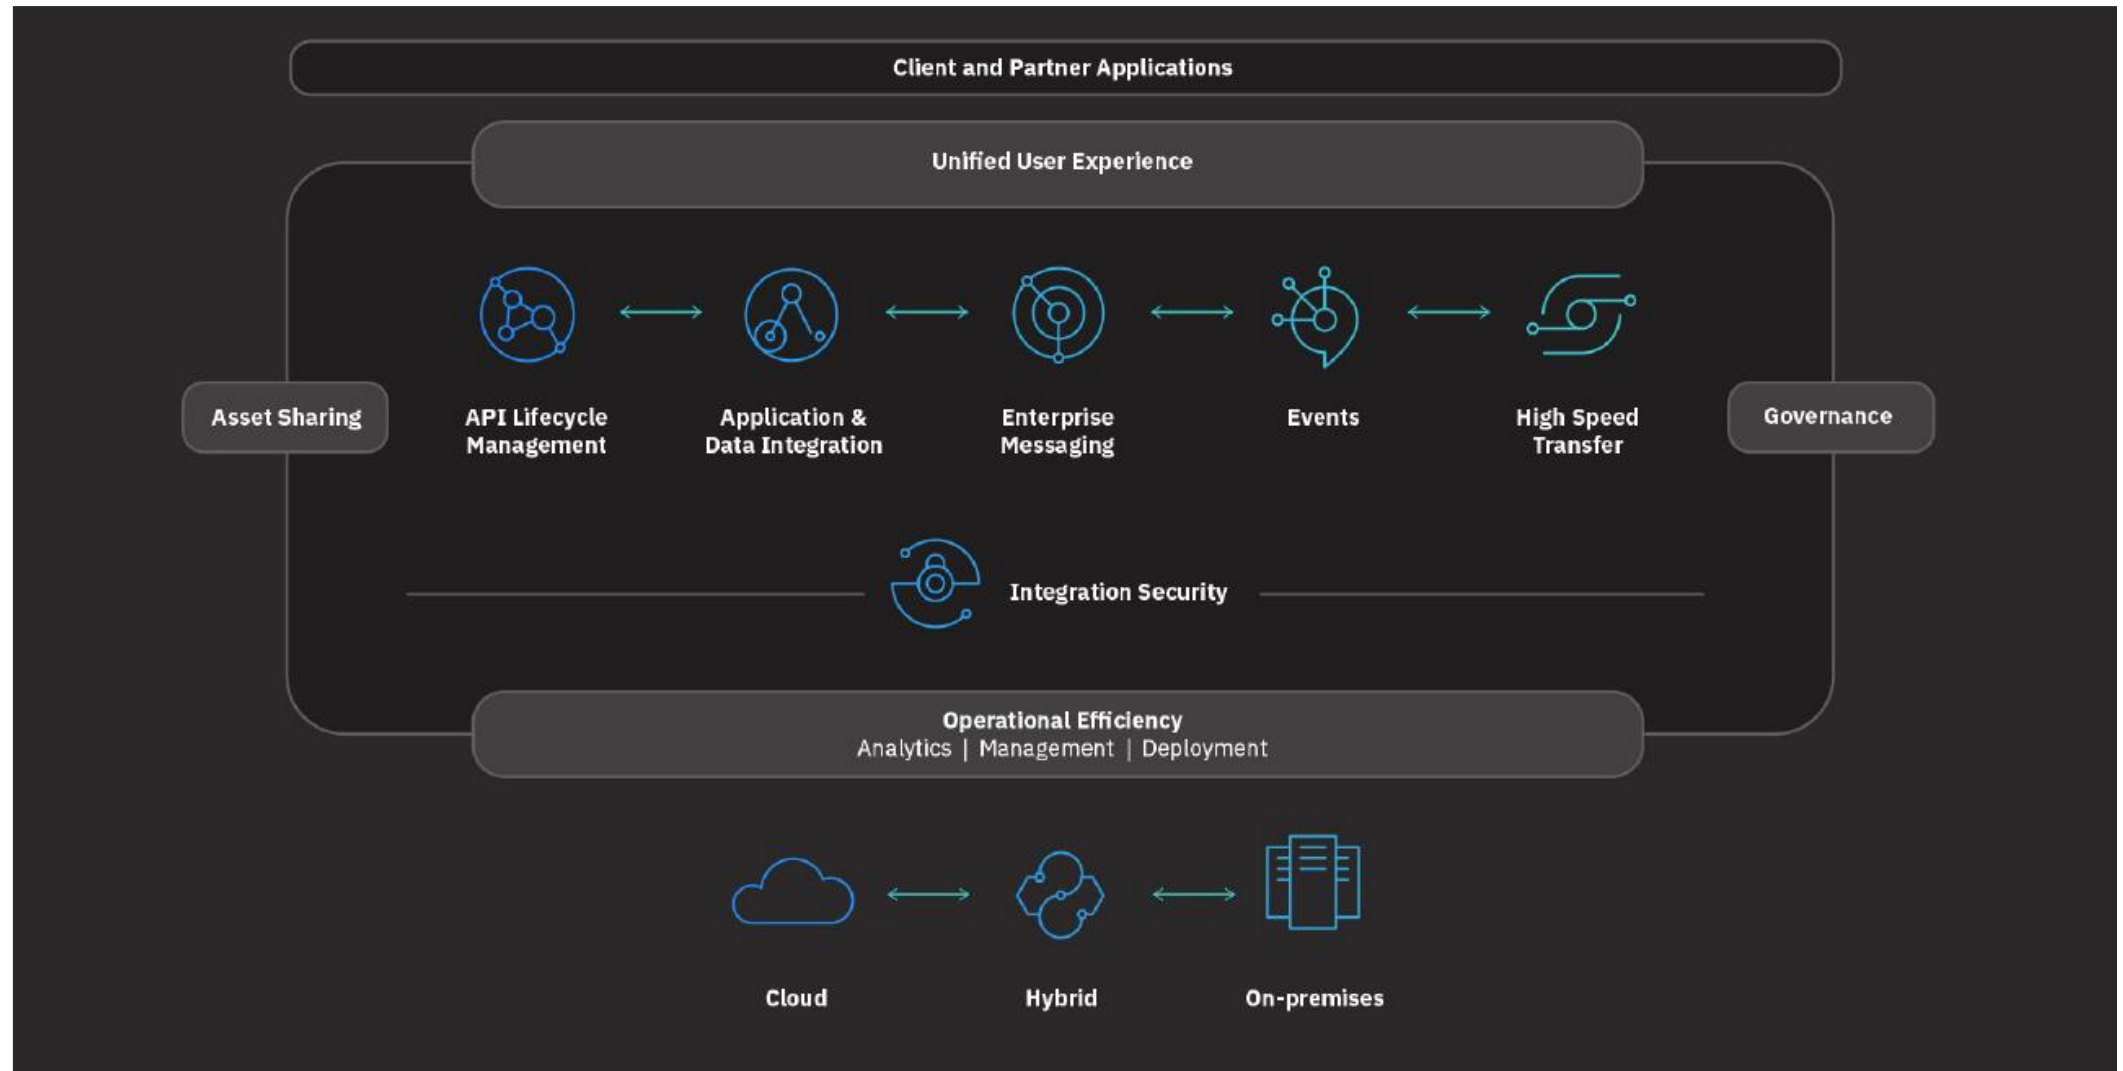 Client and Partner Applications
Unified User Experience
Asset Sharing
API Lifecycle
Management
Application &
Data Integration
Enterprise
Messaging
Events
High Speed
Transfer
Governance
Integration Security
Operational Efficiency
Analytics | Management | Deployment
Cloud
Hybrid
On-premises